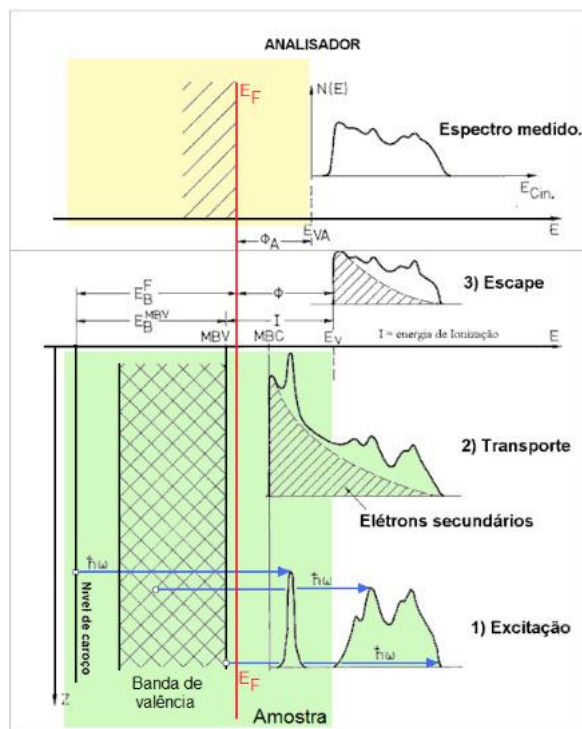 ANALISADOR
E_F
N(E)
Espectro medido.
E_Cin.
E_VA
E
Φ_A
E_B^F
Φ
3) Escape
E_B^MBV
I
MBV
MBC
E_V
I = energia de Ionização
E
2) Transporte
Elétrons secundários
ħω
ħω
Nível de caroço
1) Excitação
ħω
Banda de
valência
E_F
Z
Amostra